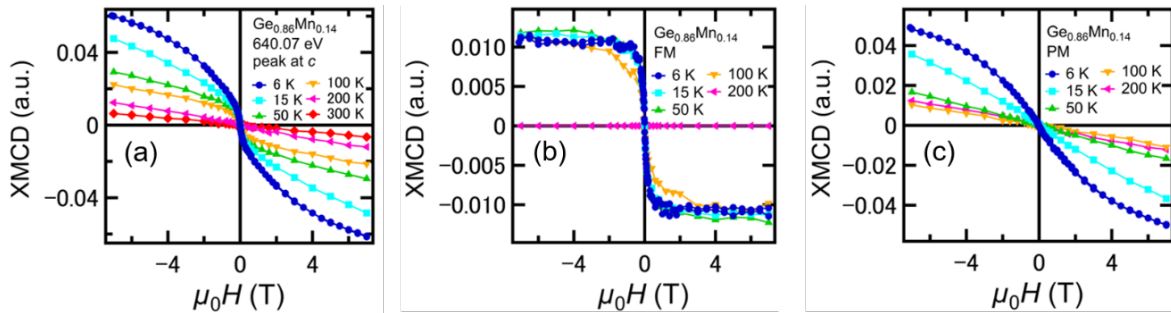 XMCD (a.u.)
0.04
0
−0.04
Ge0.86Mn0.14
640.07 eV
peak at c
6 K
15 K
50 K
100 K
200 K
300 K
(a)
−4 0 4
μ0H (T)
XMCD (a.u.)
0.010
0.005
0
−0.005
−0.010
Ge0.86Mn0.14
FM
6 K
15 K
50 K
100 K
200 K
(b)
−4 0 4
μ0H (T)
XMCD (a.u.)
0.04
0.02
0
−0.02
−0.04
Ge0.86Mn0.14
PM
6 K
15 K
50 K
100 K
200 K
(c)
−4 0 4
μ0H (T)